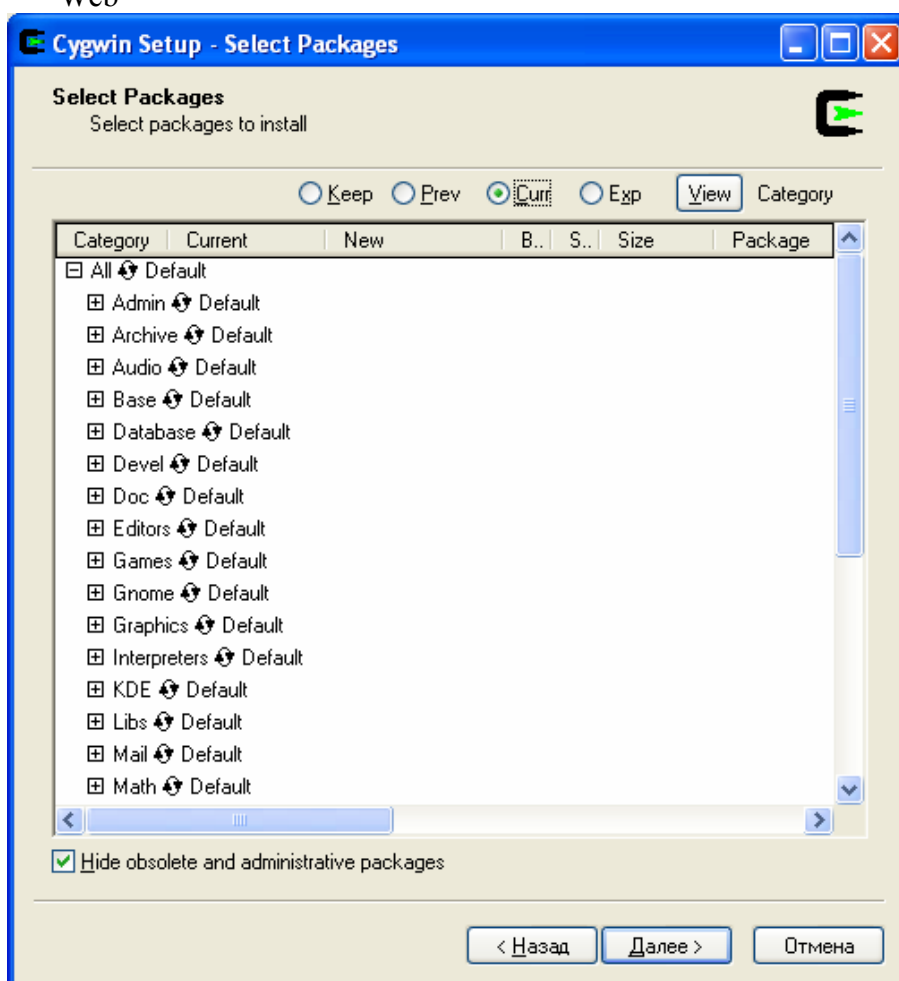 web
Cygwin Setup - Select Packages
Select Packages
Select packages to install
Keep Prev Curr Exp View Category
Category Current New B.. S.. Size Package
All Default
Admin Default
Archive Default
Audio Default
Base Default
Database Default
Devel Default
Doc Default
Editors Default
Games Default
Gnome Default
Graphics Default
Interpreters Default
KDE Default
Libs Default
Mail Default
Math Default
Hide obsolete and administrative packages
< Назад Далее > Отмена